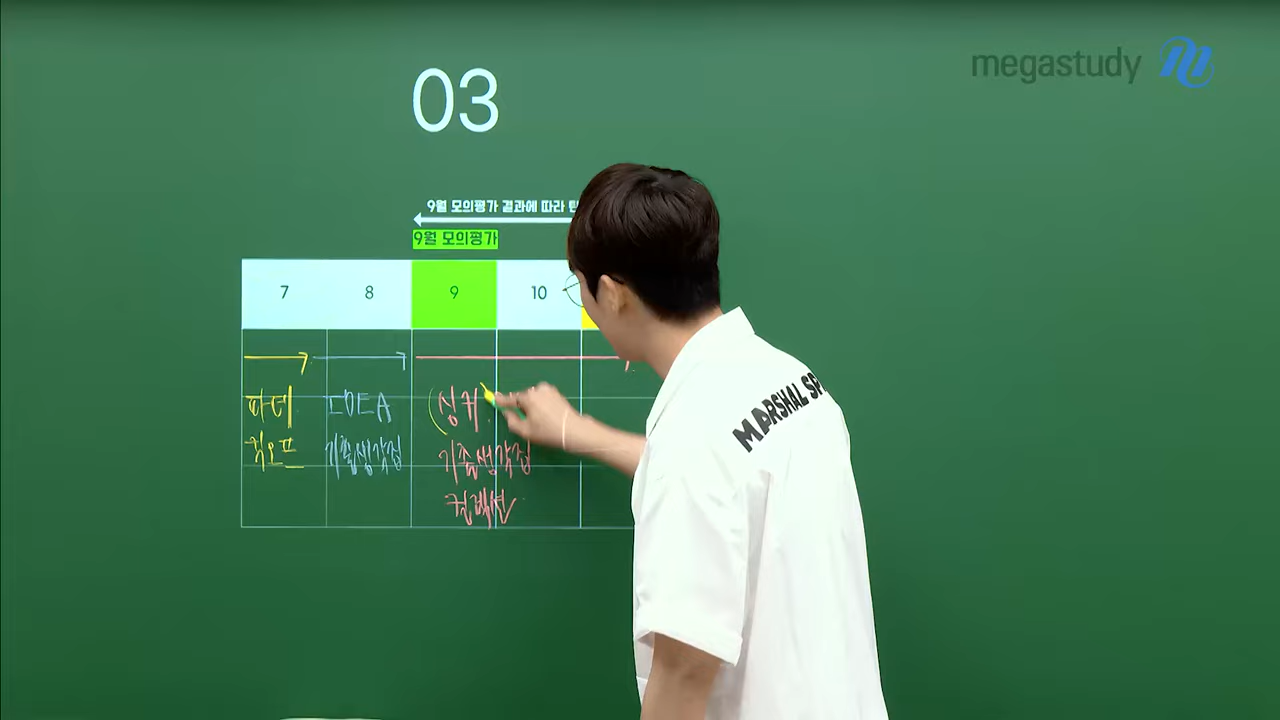 megastudy
03
9월 모의평가 결과에 따라
9월 모의평가
7 8 9 10
파데 IDEA (싱커
킥오프 기출생각집 기출생각집
컬렉션
MARSHAL SP